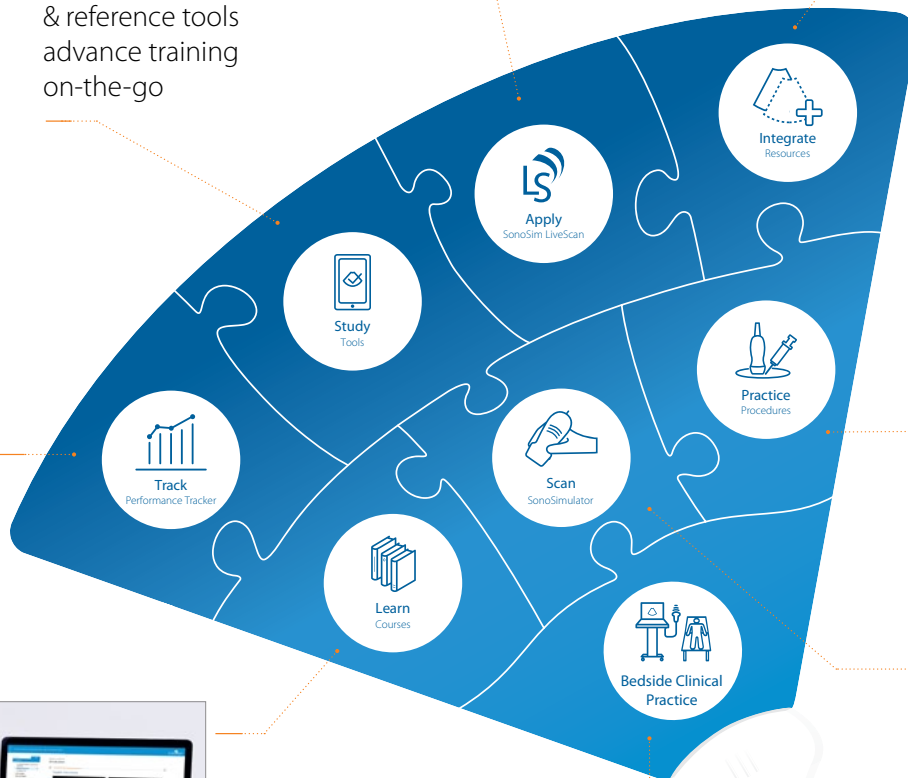 & reference tools
advance training
on-the-go
Integrate
Resources
LS
Apply
SonoSim LiveScan
Study
Tools
Practice
Procedures
Track
Performance Tracker
Scan
SonoSimulator
Learn
Courses
Bedside Clinical
Practice